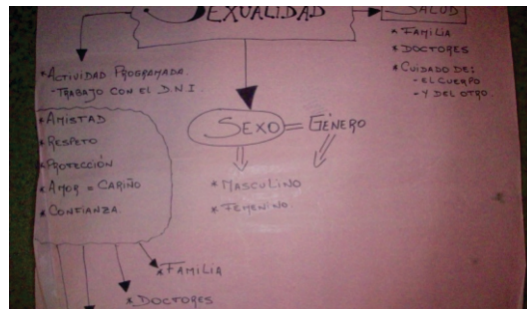 SEXUALIDAD
SALUD
* FAMILIA
* DOCTORES
* CUIDADO DE:
- EL CUERPO
- Y DEL OTRO.
* ACTIVIDAD PROGRAMADA.
- TRABAJO CON EL D.N.I.
* AMISTAD
* RESPETO
* PROTECCIÓN
* AMOR = CARIÑO
* CONFIANZA.
SEXO = GÉNERO
* MASCULINO
* FEMENINO.
* FAMILIA
* DOCTORES